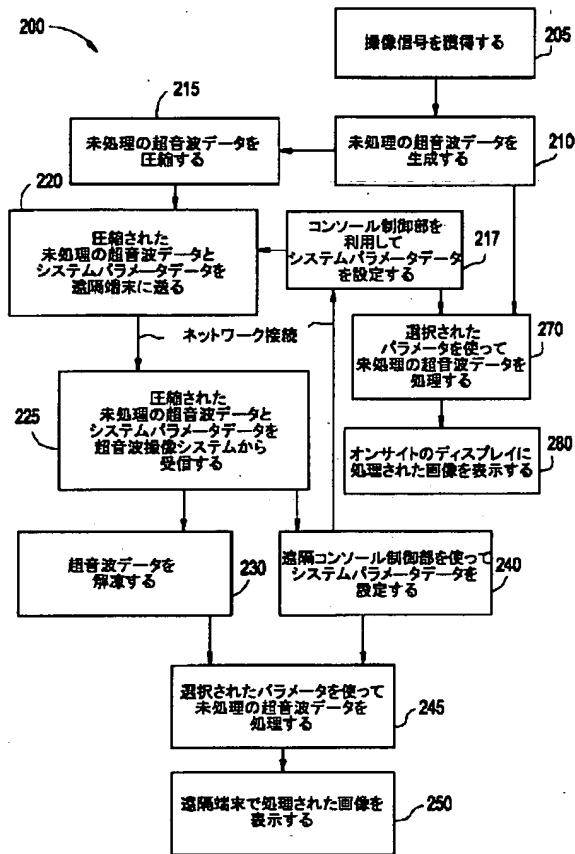 200
撮像信号を獲得する
205
215
未処理の超音波データを
圧縮する
未処理の超音波データを
生成する
210
220
圧縮された
未処理の超音波データと
システムパラメータデータを
遠隔端末に送る
コンソール制御部を
利用して
システムパラメータデータ
を設定する
217
ネットワーク接続
選択された
パラメータを使って
未処理の超音波データを
処理する
270
225
圧縮された
未処理の超音波データと
システムパラメータデータを
超音波撮像システムから
受信する
オンサイトのディスプレイに
処理された画像を表示する
280
超音波データを
解凍する
230
遠隔コンソール制御部を使って
システムパラメータデータを
設定する
240
選択されたパラメータを使って
未処理の超音波データを
処理する
245
遠隔端末で処理された画像を
表示する
250